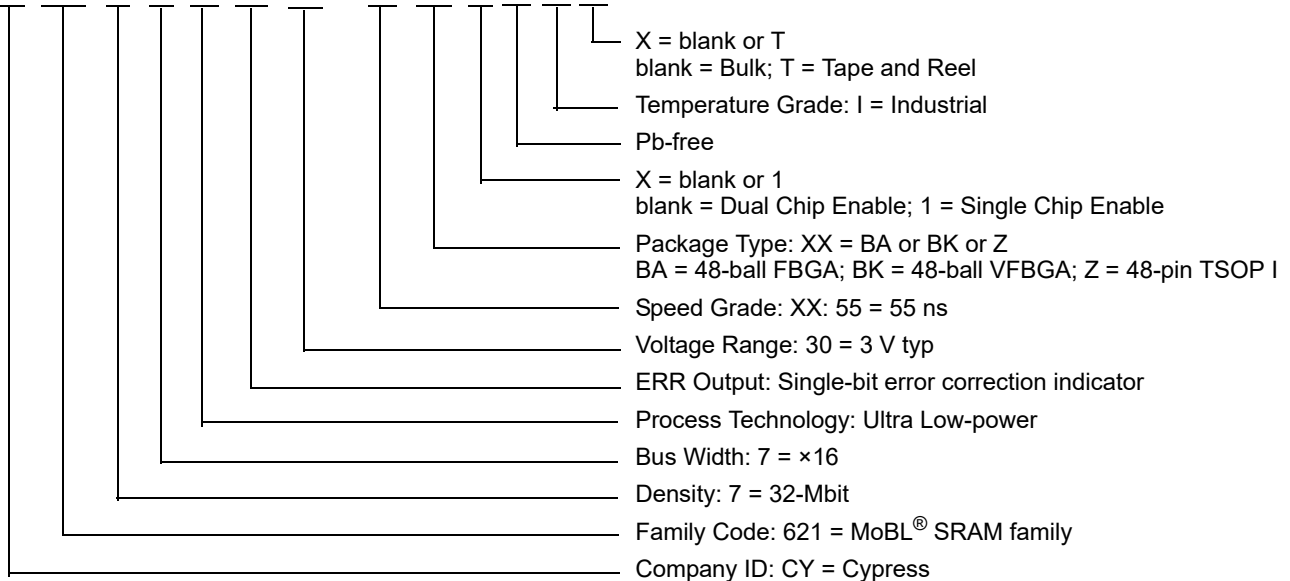 X = blank or T
blank = Bulk; T = Tape and Reel
Temperature Grade: I = Industrial
Pb-free
X = blank or 1
blank = Dual Chip Enable; 1 = Single Chip Enable
Package Type: XX = BA or BK or Z
BA = 48-ball FBGA; BK = 48-ball VFBGA; Z = 48-pin TSOP I
Speed Grade: XX: 55 = 55 ns
Voltage Range: 30 = 3 V typ
ERR Output: Single-bit error correction indicator
Process Technology: Ultra Low-power
Bus Width: 7 = ×16
Density: 7 = 32-Mbit
Family Code: 621 = MoBL® SRAM family
Company ID: CY = Cypress